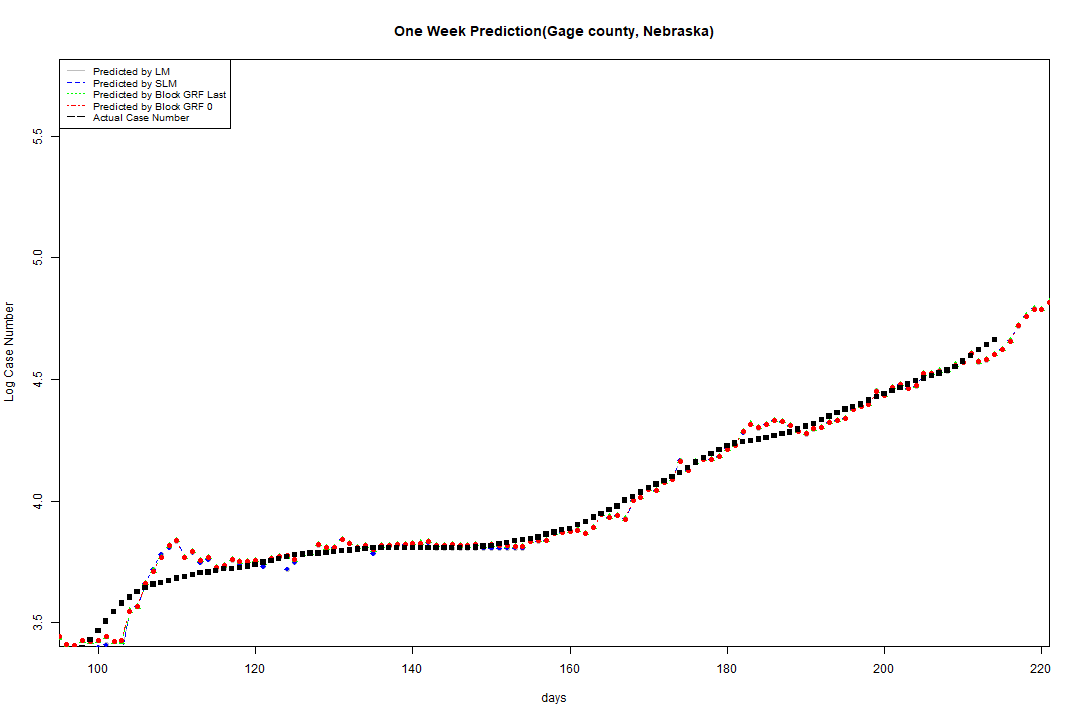 One Week Prediction(Gage county, Nebraska)
Predicted by LM
Predicted by SLM
Predicted by Block GRF Last
Predicted by Block GRF 0
Actual Case Number
5.5
5.0
4.5
4.0
3.5
Log Case Number
100 120 140 160 180 200 220
days